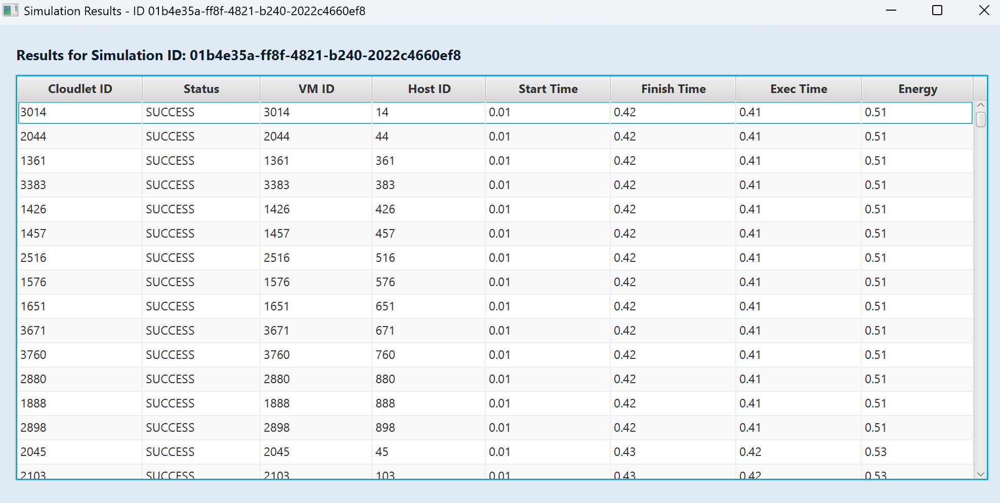 Simulation Results - ID 01b4e35a-ff8f-4821-b240-2022c4660ef8
Results for Simulation ID: 01b4e35a-ff8f-4821-b240-2022c4660ef8
Cloudlet ID Status VM ID Host ID Start Time Finish Time Exec Time Energy
3014 SUCCESS 3014 14 0.01 0.42 0.41 0.51
2044 SUCCESS 2044 44 0.01 0.42 0.41 0.51
1361 SUCCESS 1361 361 0.01 0.42 0.41 0.51
3383 SUCCESS 3383 383 0.01 0.42 0.41 0.51
1426 SUCCESS 1426 426 0.01 0.42 0.41 0.51
1457 SUCCESS 1457 457 0.01 0.42 0.41 0.51
2516 SUCCESS 2516 516 0.01 0.42 0.41 0.51
1576 SUCCESS 1576 576 0.01 0.42 0.41 0.51
1651 SUCCESS 1651 651 0.01 0.42 0.41 0.51
3671 SUCCESS 3671 671 0.01 0.42 0.41 0.51
3760 SUCCESS 3760 760 0.01 0.42 0.41 0.51
2880 SUCCESS 2880 880 0.01 0.42 0.41 0.51
1888 SUCCESS 1888 888 0.01 0.42 0.41 0.51
2898 SUCCESS 2898 898 0.01 0.42 0.41 0.51
2045 SUCCESS 2045 45 0.01 0.43 0.42 0.53
2103 SUCCESS 2103 103 0.01 0.43 0.42 0.53